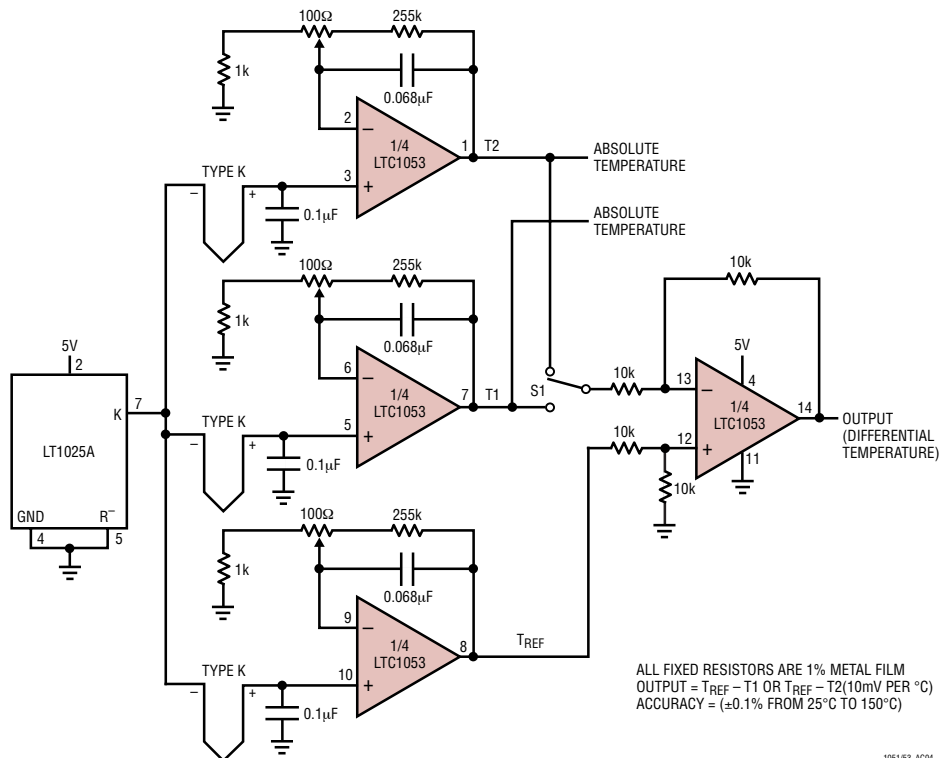 100Ω
255k
1k
0.068µF
2
–
1/4
LTC1053
1
T2
3
+
TYPE K
–
+
0.1µF
ABSOLUTE
TEMPERATURE
ABSOLUTE
TEMPERATURE
100Ω
255k
1k
0.068µF
6
–
1/4
LTC1053
7
T1
5
+
TYPE K
–
+
0.1µF
S1
10k
10k
5V
4
13
–
1/4
LTC1053
14
12
+
11
10k
10k
OUTPUT
(DIFFERENTIAL
TEMPERATURE)
5V
2
K
7
LT1025A
GND
R–
4
5
100Ω
255k
1k
0.068µF
9
–
1/4
LTC1053
8
TREF
10
+
TYPE K
–
+
0.1µF
ALL FIXED RESISTORS ARE 1% METAL FILM
OUTPUT = TREF – T1 OR TREF – T2(10mV PER °C)
ACCURACY = (±0.1% FROM 25°C TO 150°C)
1051/53 AC04